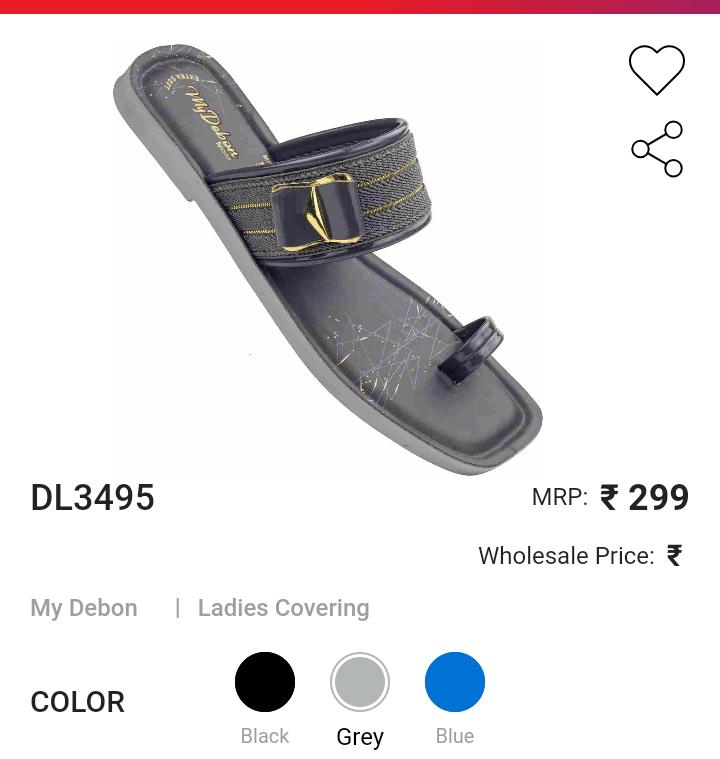 EXTRA SOFT
My Debon
DL3495
MRP: ₹ 299
Wholesale Price: ₹
My Debon | Ladies Covering
COLOR
Black
Grey
Blue